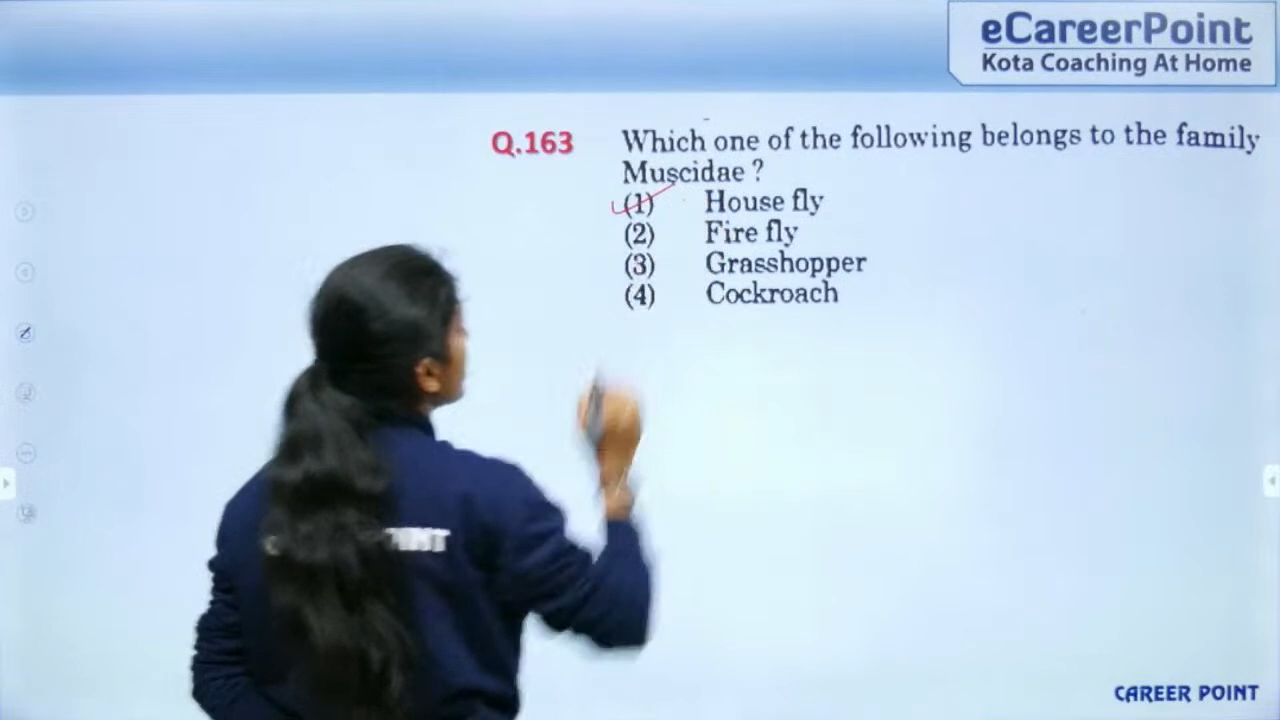 eCareerPoint
Kota Coaching At Home
Q.163 Which one of the following belongs to the family
Muscidae ?
(1) House fly
(2) Fire fly
(3) Grasshopper
(4) Cockroach
CAREER POINT